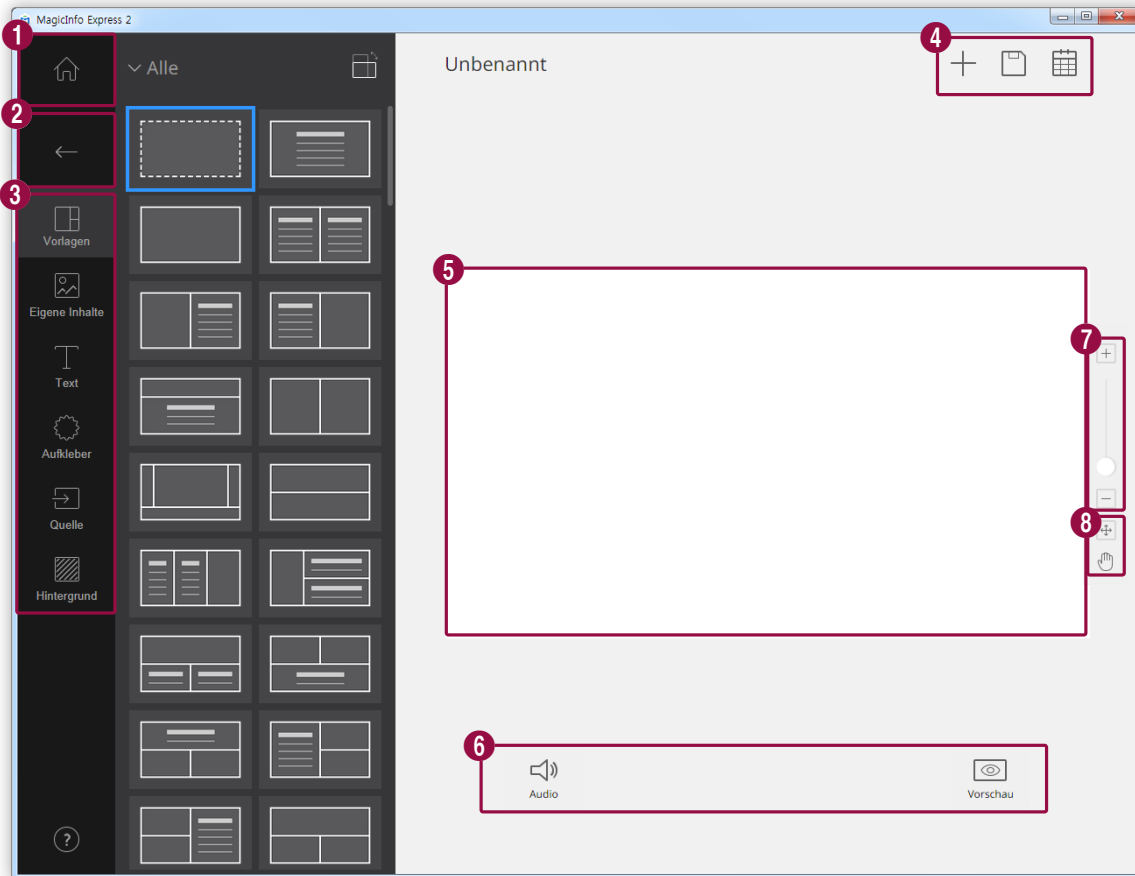 MagicInfo Express 2
1
Alle
Unbenannt
4
2
3
Vorlagen
Eigene Inhalte
Text
Aufkleber
Quelle
Hintergrund
?
5
7
8
6
Audio
Vorschau